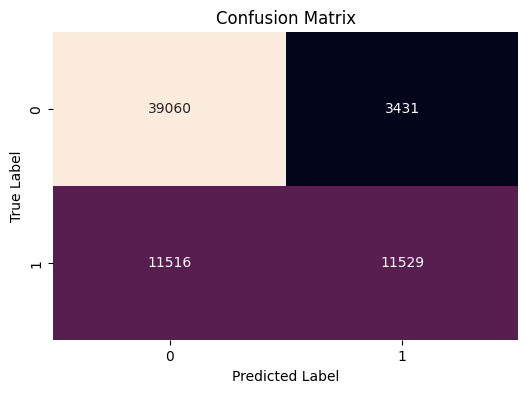 Confusion Matrix
True Label
0
39060
3431
1
11516
11529
0
1
Predicted Label